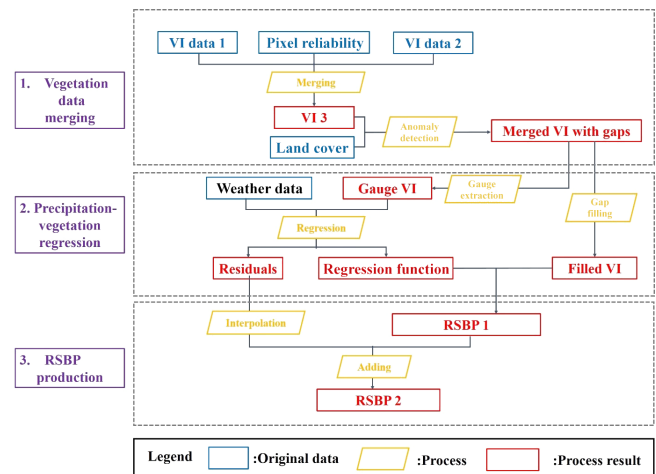 VI data 1
Pixel reliability
VI data 2
1. Vegetation
data
merging
Merging
VI 3
Anomaly
detection
Merged VI with gaps
Land cover
2. Precipitation-
vegetation
regression
Weather data
Gauge VI
Gauge
extraction
Gap
filling
Regression
Residuals
Regression function
Filled VI
3. RSBP
production
Interpolation
RSBP 1
Adding
RSBP 2
Legend
:Original data
:Process
:Process result